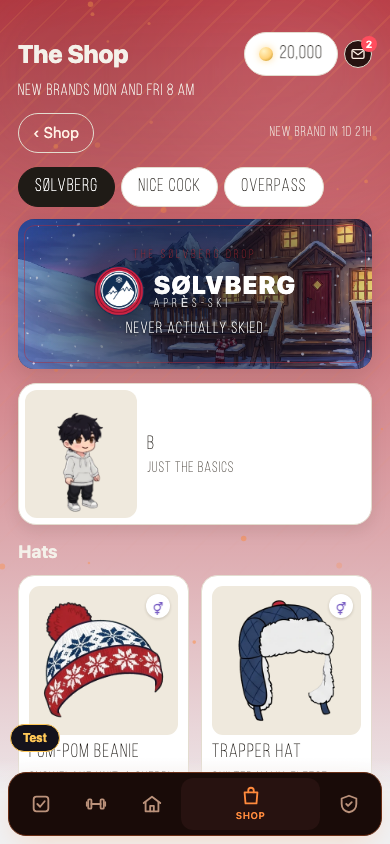 The Shop
20,000
2
NEW BRANDS MON AND FRI 8 AM
‹ Shop
NEW BRAND IN 1D 21H
SØLVBERG
NICE COCK
OVERPASS
SØLVBERG
APRÈS-SKI
NEVER ACTUALLY SKIED
B
JUST THE BASICS
Hats
Test
POM-POM BEANIE
TRAPPER HAT
SHOP